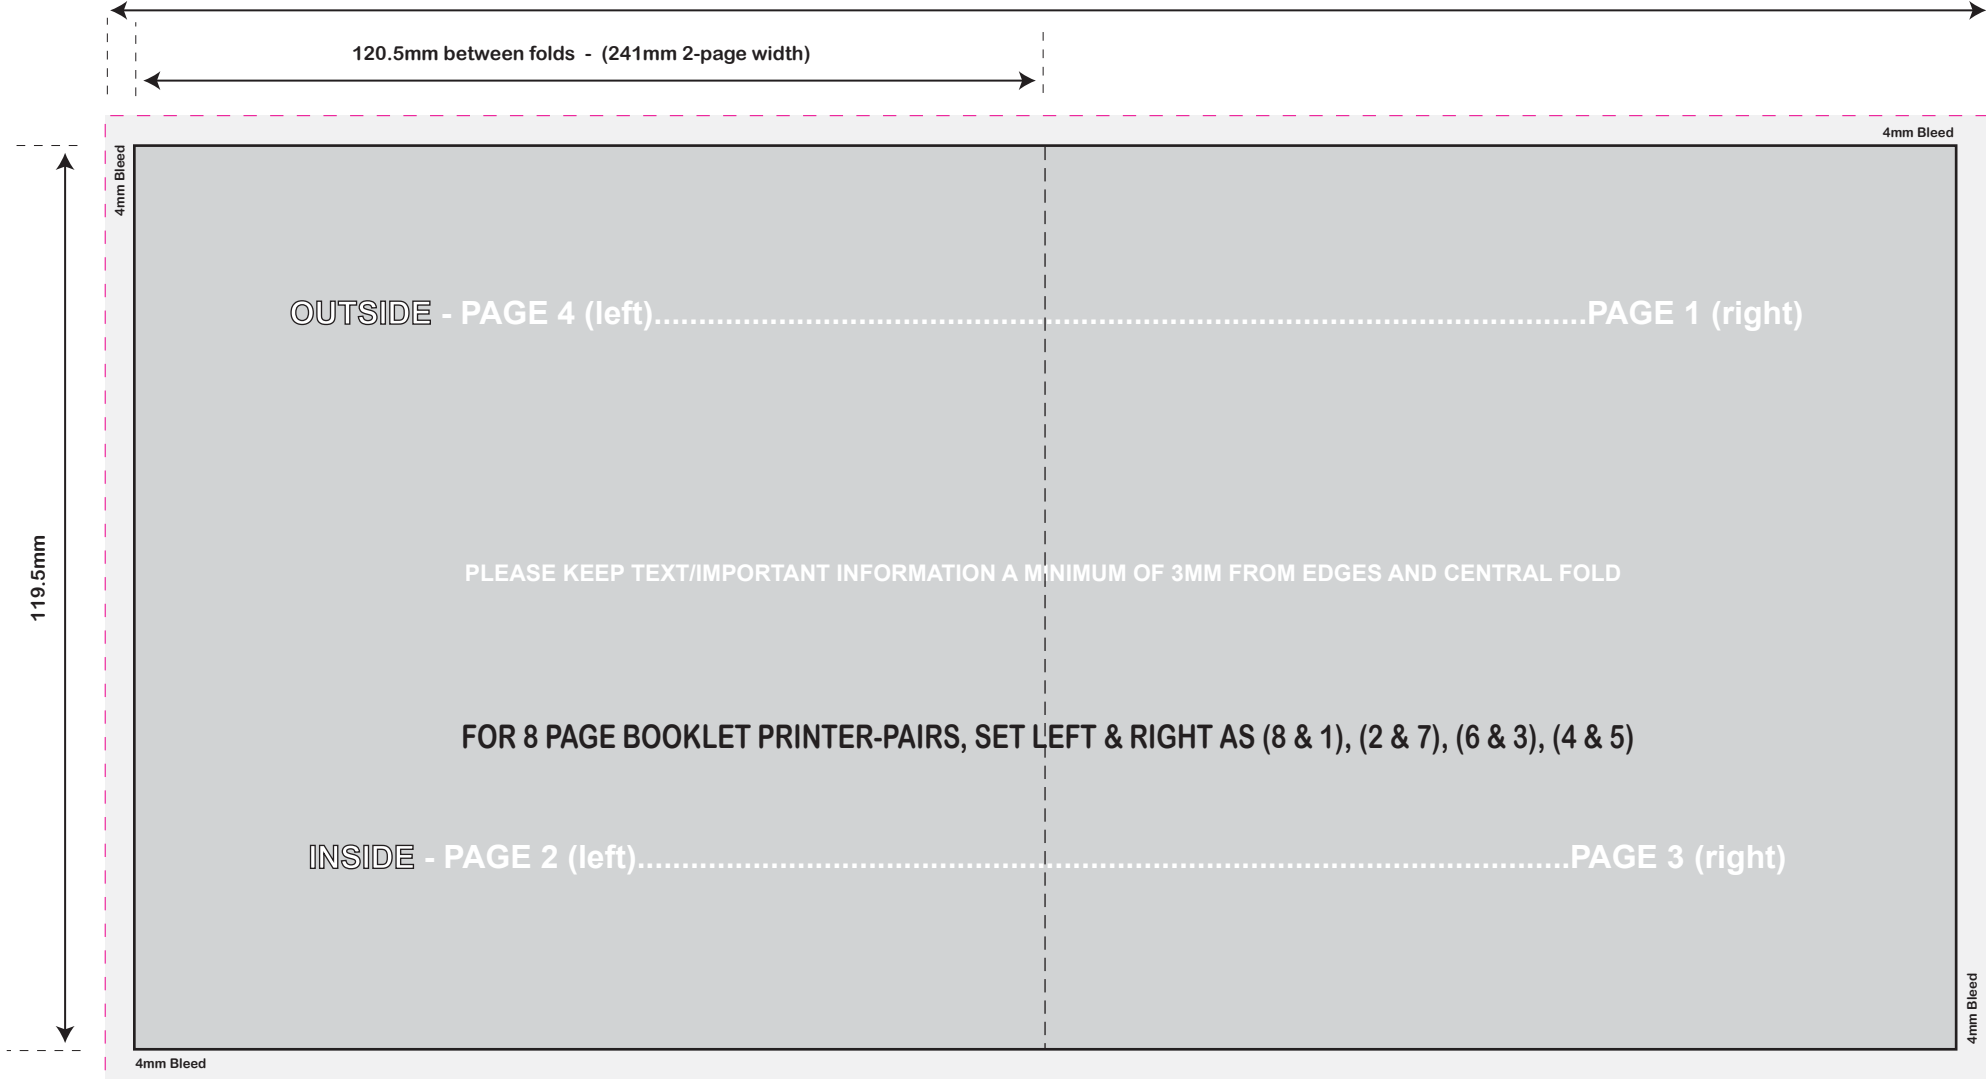 120.5mm between folds - (241mm 2-page width)
4mm Bleed
4mm Bleed
OUTSIDE - PAGE 4 (left)........................................................................................................PAGE 1 (right)
119.5mm
PLEASE KEEP TEXT/IMPORTANT INFORMATION A MINIMUM OF 3MM FROM EDGES AND CENTRAL FOLD
FOR 8 PAGE BOOKLET PRINTER-PAIRS, SET LEFT & RIGHT AS (8 & 1), (2 & 7), (6 & 3), (4 & 5)
INSIDE - PAGE 2 (left)........................................................................................................PAGE 3 (right)
4mm Bleed
4mm Bleed